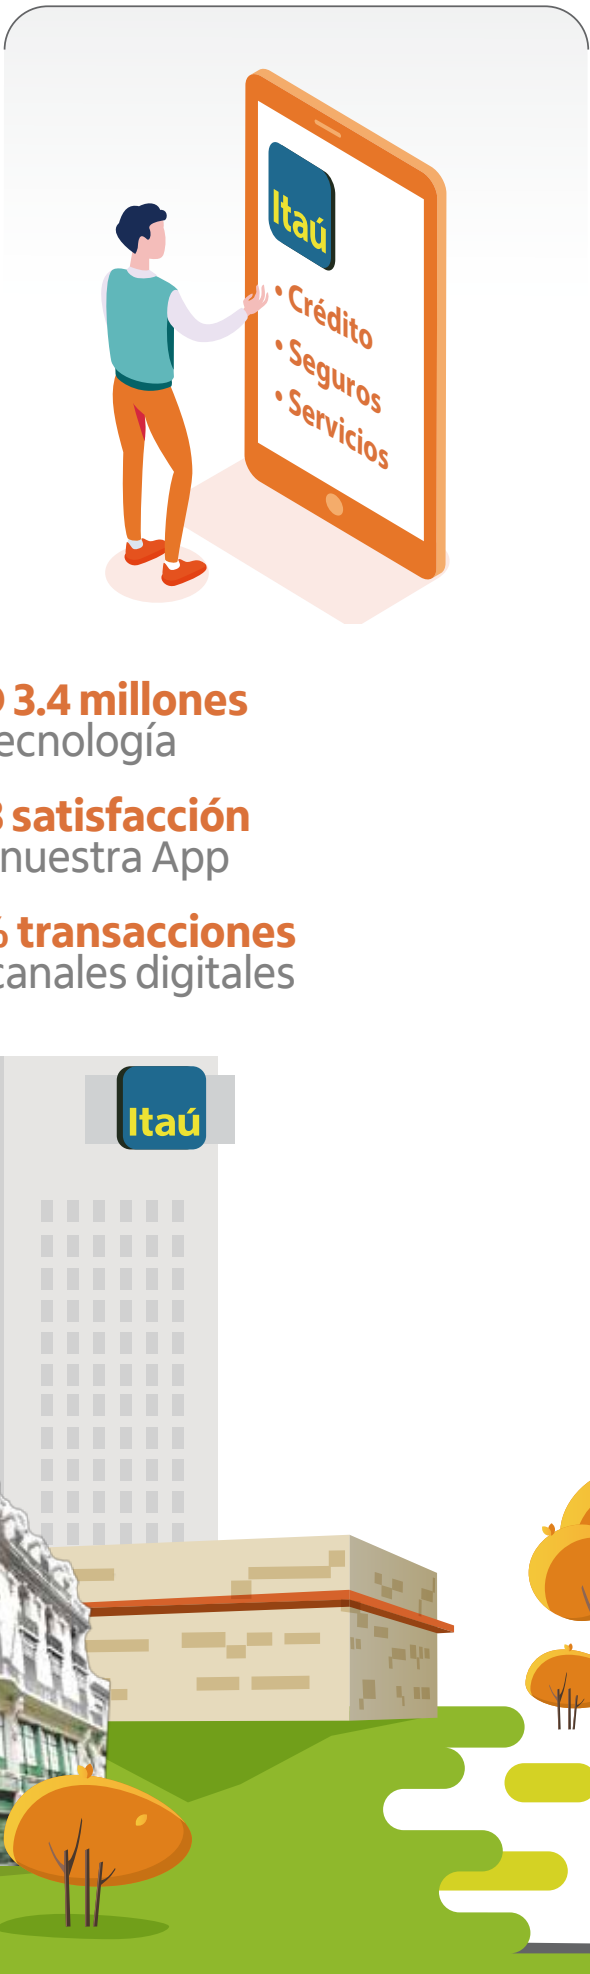 Itaú
• Crédito
• Seguros
• Servicios
3.4 millones
ecnología
satisfacción
nuestra App
% transacciones
canales digitales
Itaú